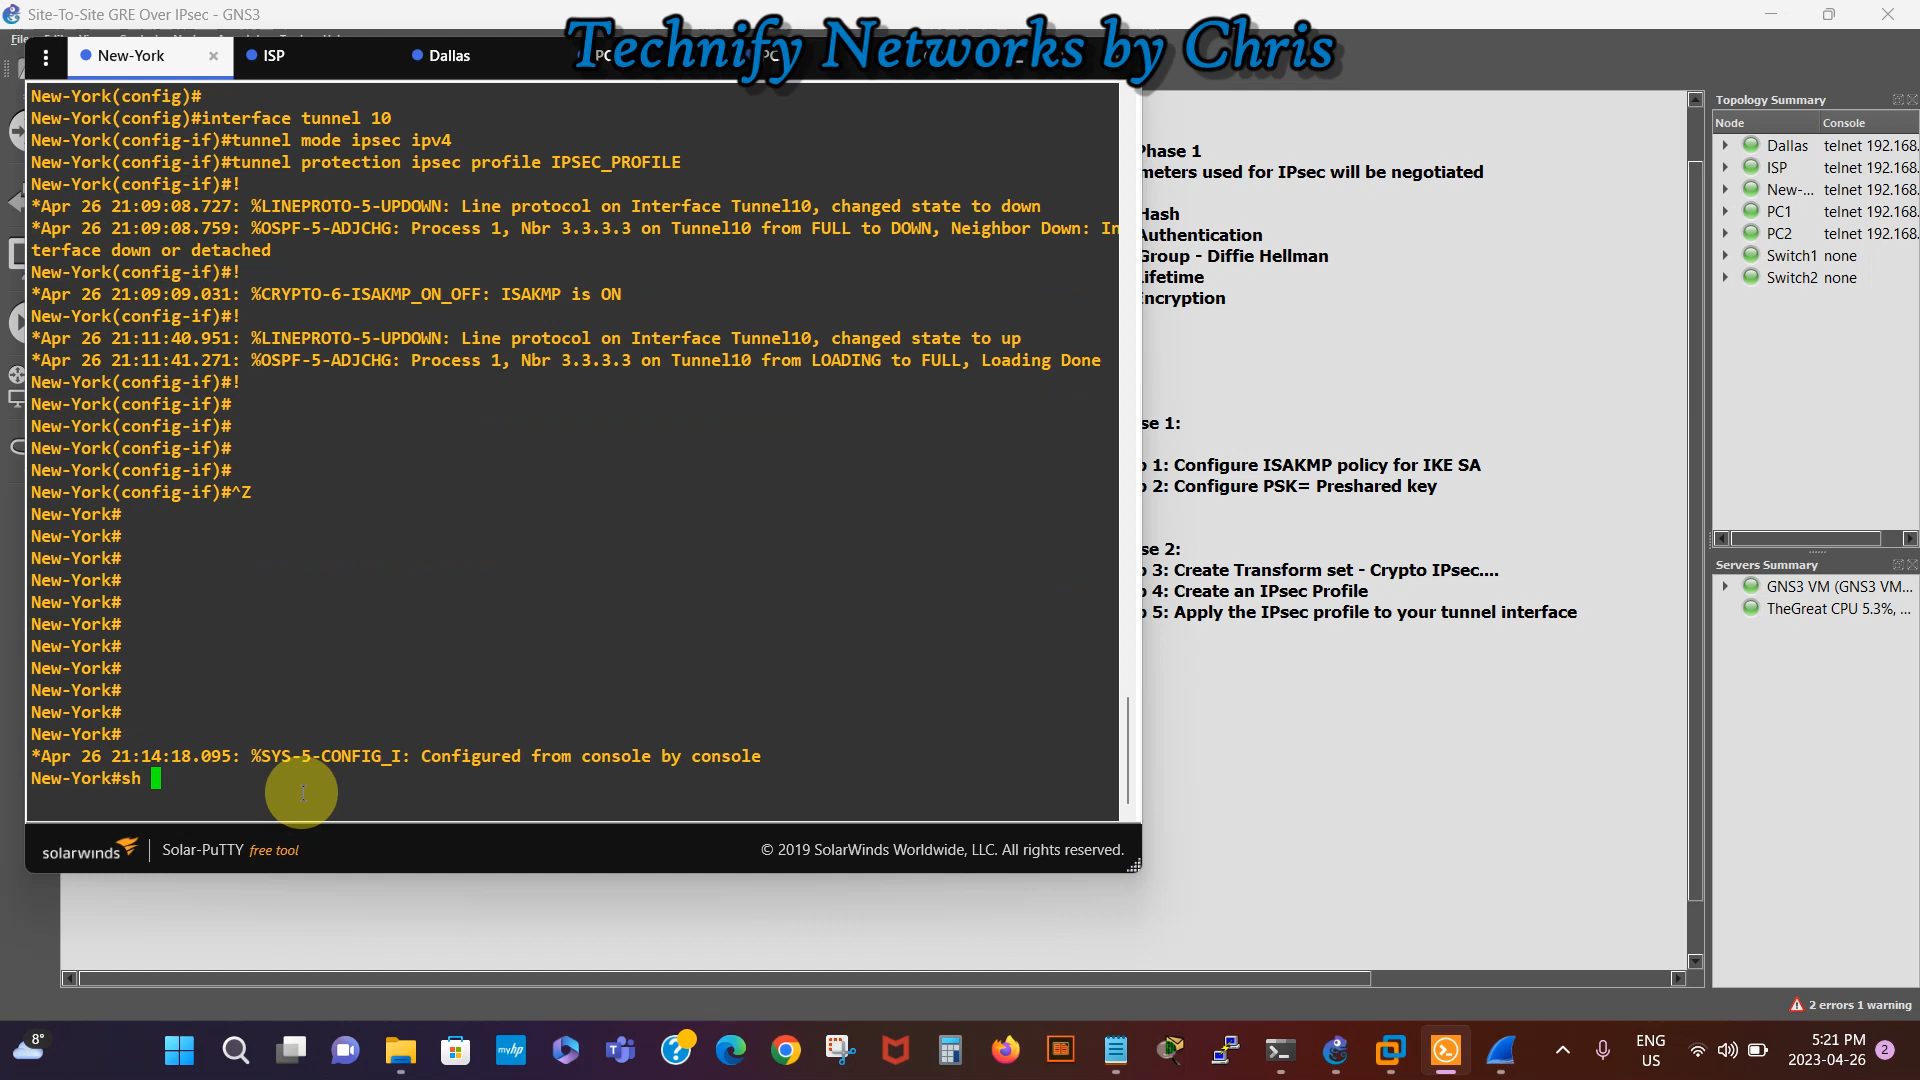 Site-To-Site GRE Over IPsec - GNS3
Technify Networks by Chris
New-York
ISP
Dallas
New-York(config)#
New-York(config)#interface tunnel 10
New-York(config-if)#tunnel mode ipsec ipv4
New-York(config-if)#tunnel protection ipsec profile IPSEC_PROFILE
New-York(config-if)#!
*Apr 26 21:09:08.727: %LINEPROTO-5-UPDOWN: Line protocol on Interface Tunnel10, changed state to down
*Apr 26 21:09:08.759: %OSPF-5-ADJCHG: Process 1, Nbr 3.3.3.3 on Tunnel10 from FULL to DOWN, Neighbor Down: In
terface down or detached
New-York(config-if)#!
*Apr 26 21:09:09.031: %CRYPTO-6-ISAKMP_ON_OFF: ISAKMP is ON
New-York(config-if)#!
*Apr 26 21:11:40.951: %LINEPROTO-5-UPDOWN: Line protocol on Interface Tunnel10, changed state to up
*Apr 26 21:11:41.271: %OSPF-5-ADJCHG: Process 1, Nbr 3.3.3.3 on Tunnel10 from LOADING to FULL, Loading Done
New-York(config-if)#!
New-York(config-if)#
New-York(config-if)#
New-York(config-if)#
New-York(config-if)#
New-York(config-if)#^Z
New-York#
New-York#
New-York#
New-York#
New-York#
New-York#
New-York#
New-York#
New-York#
New-York#
New-York#
*Apr 26 21:14:18.095: %SYS-5-CONFIG_I: Configured from console by console
New-York#sh
solarwinds
Solar-PuTTY free tool
© 2019 SolarWinds Worldwide, LLC. All rights reserved.
Phase 1
meters used for IPsec will be negotiated
Hash
Authentication
Group - Diffie Hellman
ifetime
ncryption
se 1:
1: Configure ISAKMP policy for IKE SA
2: Configure PSK= Preshared key
se 2:
3: Create Transform set - Crypto IPsec....
4: Create an IPsec Profile
5: Apply the IPsec profile to your tunnel interface
Topology Summary
Node Console
Dallas telnet 192.168.
ISP telnet 192.168.
New-... telnet 192.168.
PC1 telnet 192.168.
PC2 telnet 192.168.
Switch1 none
Switch2 none
Servers Summary
GNS3 VM (GNS3 VM...
TheGreat CPU 5.3%, ...
2 errors 1 warning
8°
myhp
ENG
US
5:21 PM
2023-04-26
2